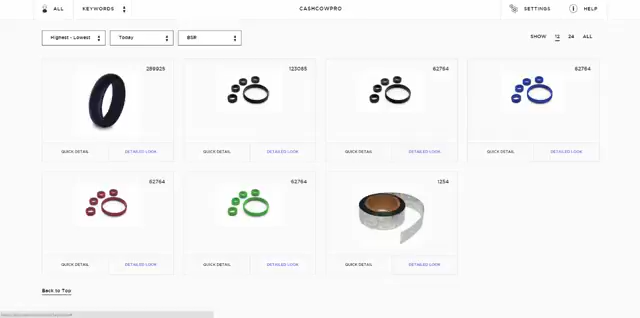 ALL KEYWORDS CASHCOWPRO SETTINGS HELP
Highest - Lowest Today BSR SHOW 12 24 ALL
289925 123085 62764 62764
QUICK DETAIL DETAILED LOOK QUICK DETAIL DETAILED LOOK QUICK DETAIL DETAILED LOOK QUICK DETAIL DETAILED LOOK
62764 62764 1254
QUICK DETAIL DETAILED LOOK QUICK DETAIL DETAILED LOOK QUICK DETAIL DETAILED LOOK
Back to Top